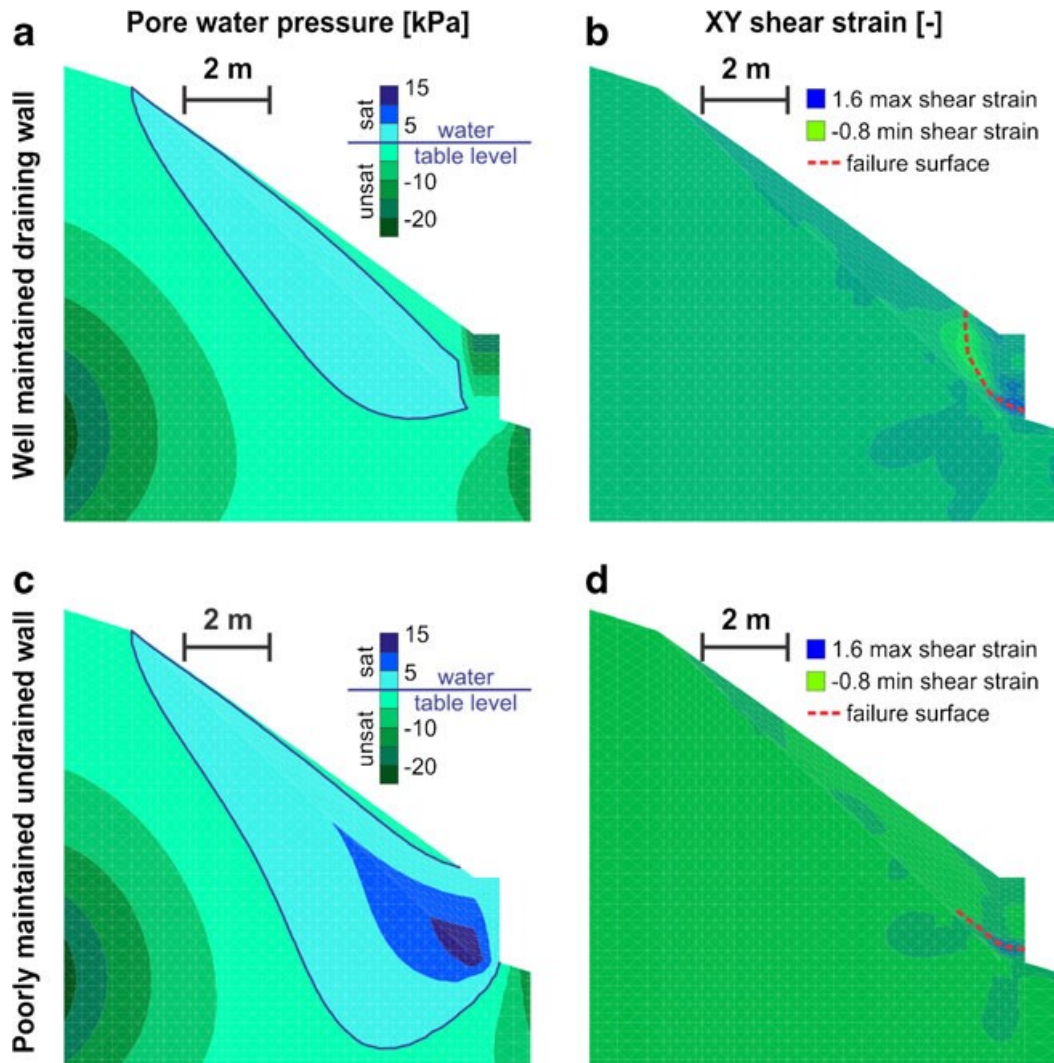 Pore water pressure [kPa]
XY shear strain [-]
Well maintained draining wall
a
2 m
sat
unsat
15
5
water
table level
-10
-20
b
2 m
1.6 max shear strain
-0.8 min shear strain
failure surface
Poorly maintained undrained wall
c
2 m
sat
unsat
15
5
water
table level
-10
-20
d
2 m
1.6 max shear strain
-0.8 min shear strain
failure surface